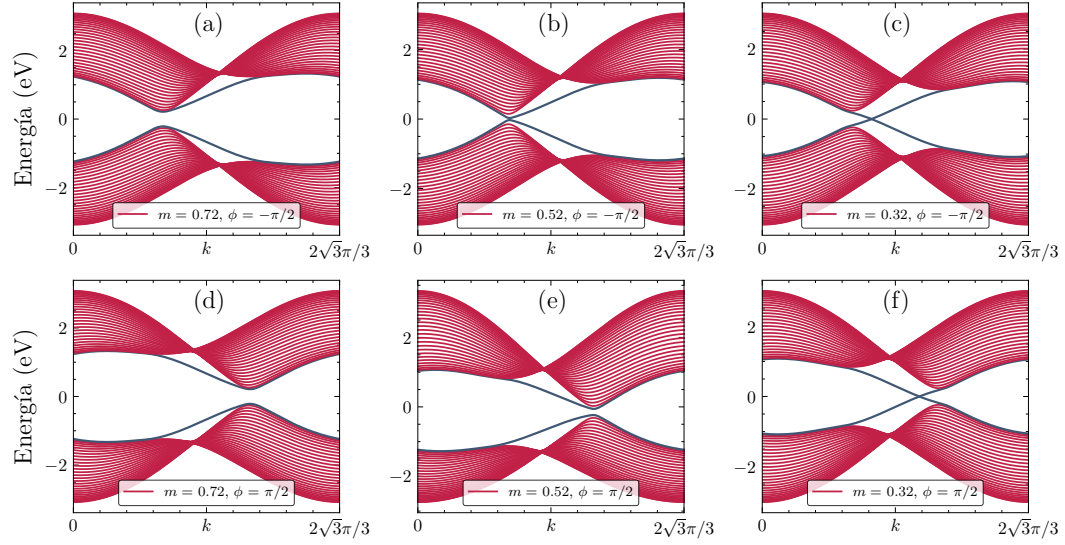 (a) (b) (c)
Energía (eV)
2 2 2
0 0 0
−2 −2 −2
m = 0.72, ϕ = −π/2 m = 0.52, ϕ = −π/2 m = 0.32, ϕ = −π/2
0 k 2√3π/3 0 k 2√3π/3 0 k 2√3π/3
(d) (e) (f)
Energía (eV)
2 2 2
0 0 0
−2 −2 −2
m = 0.72, ϕ = π/2 m = 0.52, ϕ = π/2 m = 0.32, ϕ = π/2
0 k 2√3π/3 0 k 2√3π/3 0 k 2√3π/3